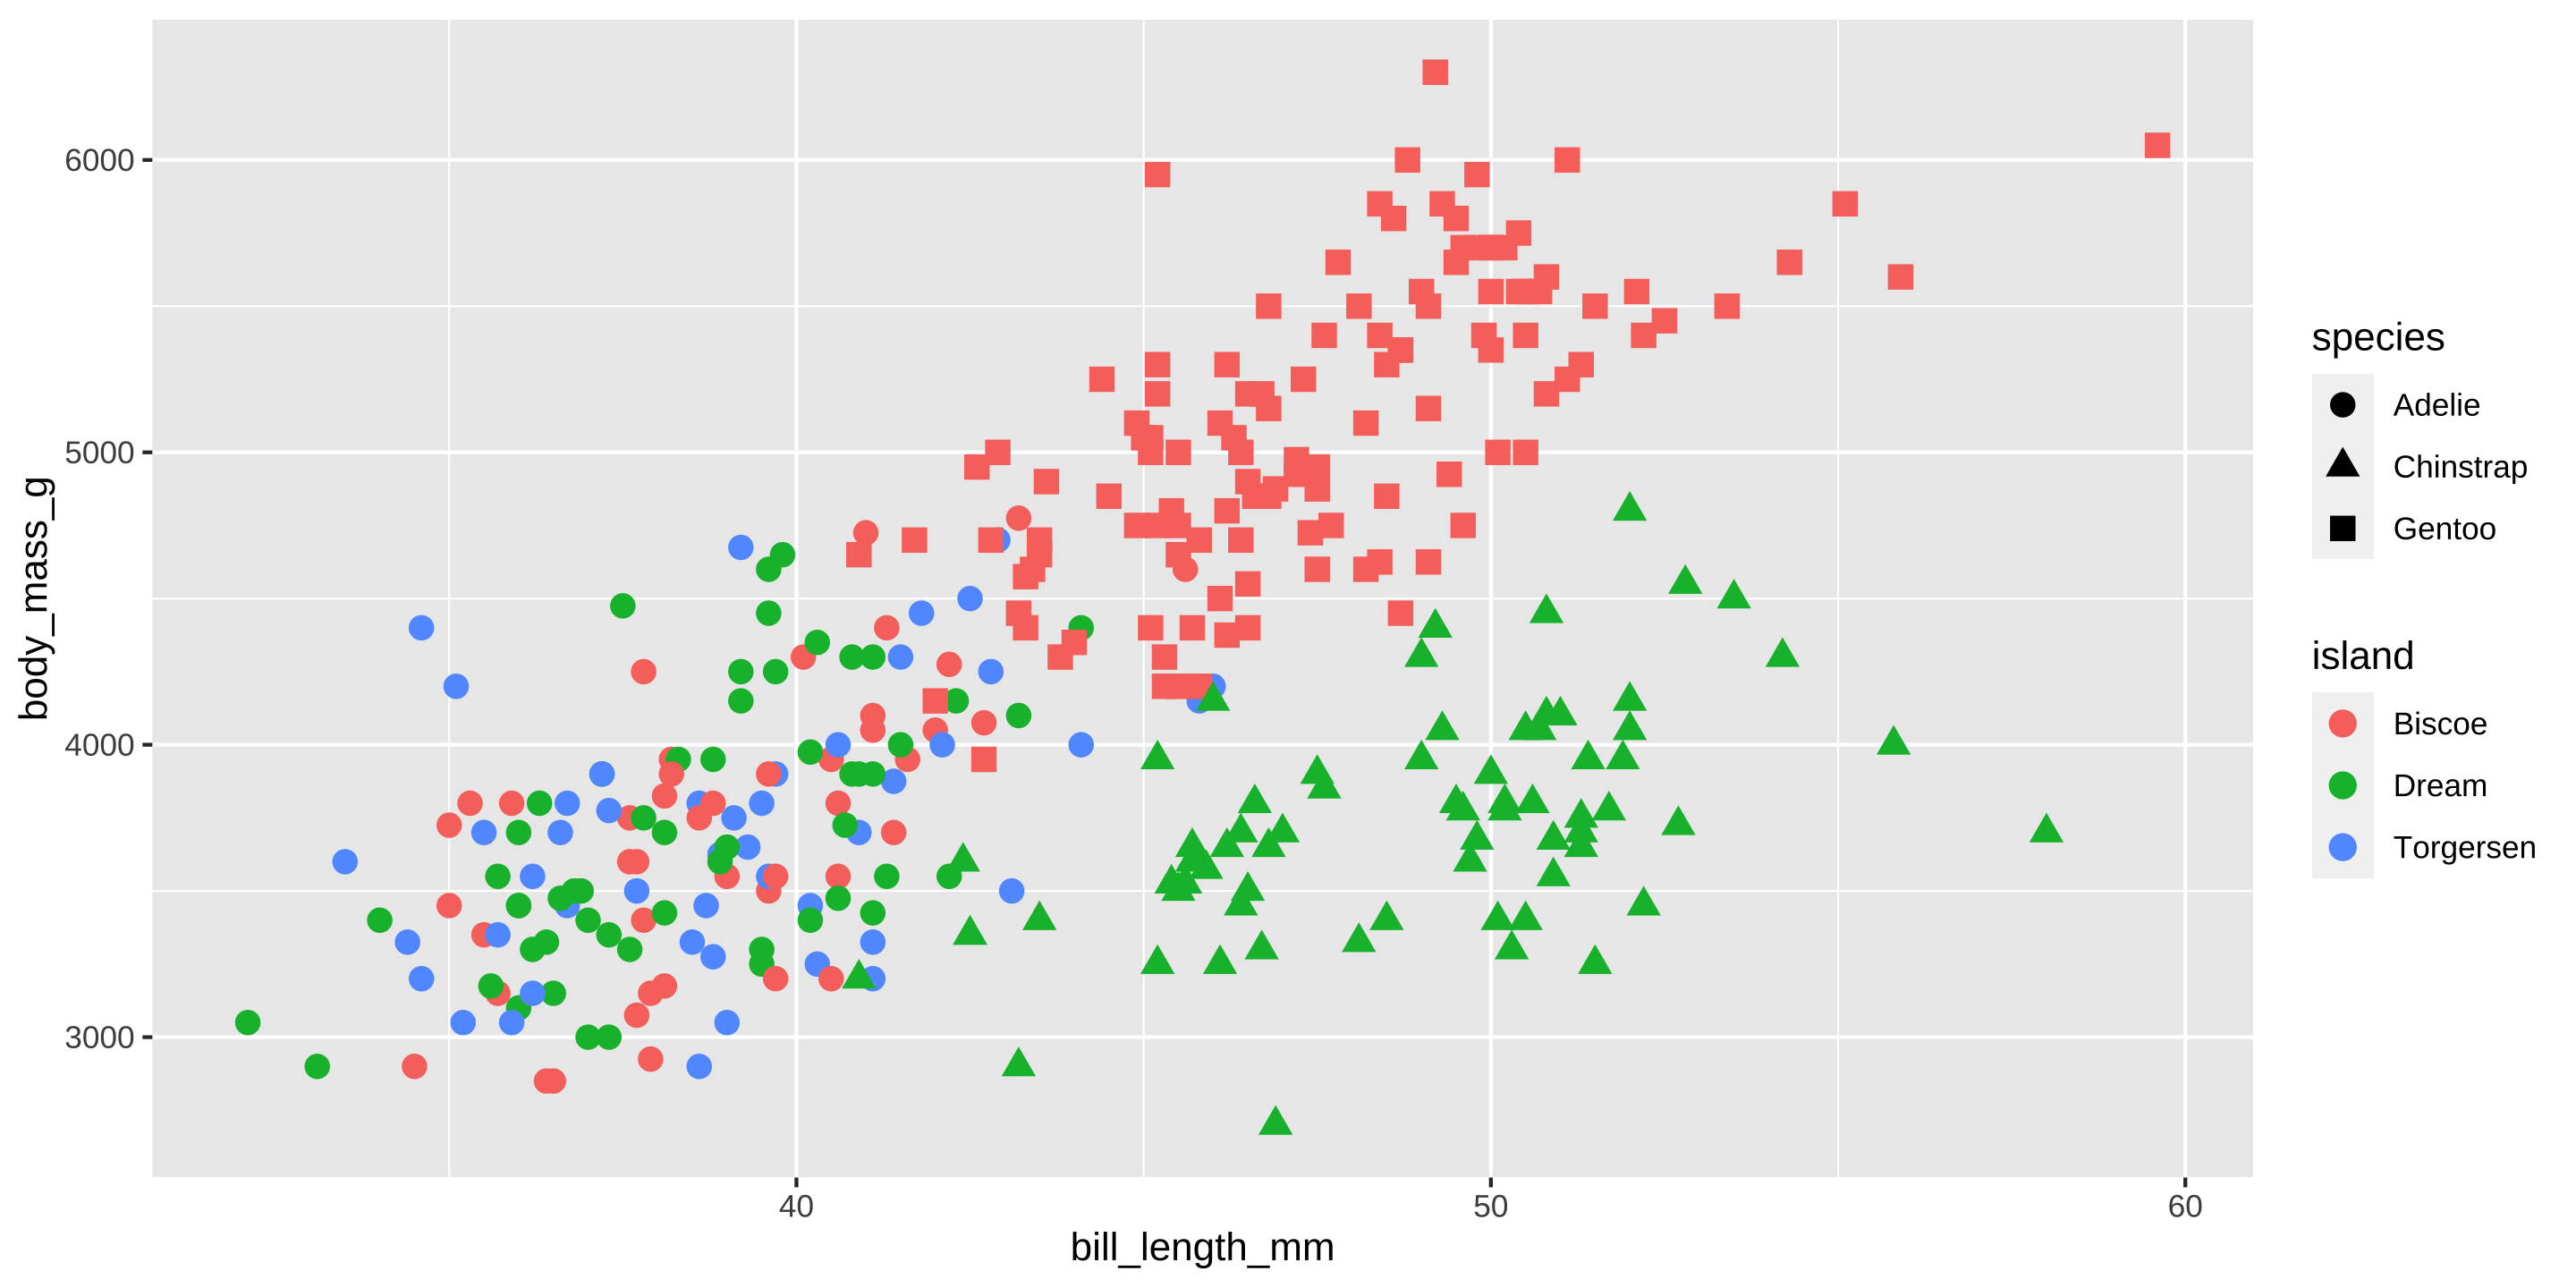 6000
5000
4000
3000
body_mass_g
40
50
60
bill_length_mm
species
Adelie
Chinstrap
Gentoo
island
Biscoe
Dream
Torgersen